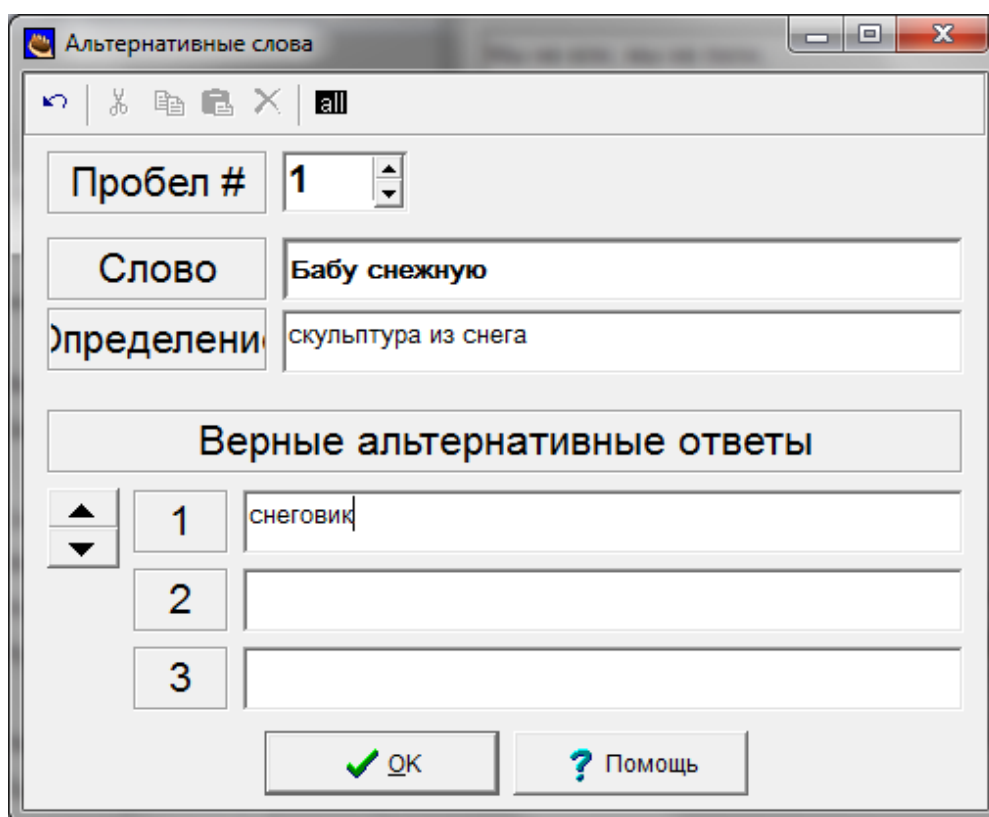 Альтернативные слова
all
Пробел # 1
Слово Бабу снежную
Определени скульптура из снега
Верные альтернативные ответы
1 снеговик
2
3
OK Помощь